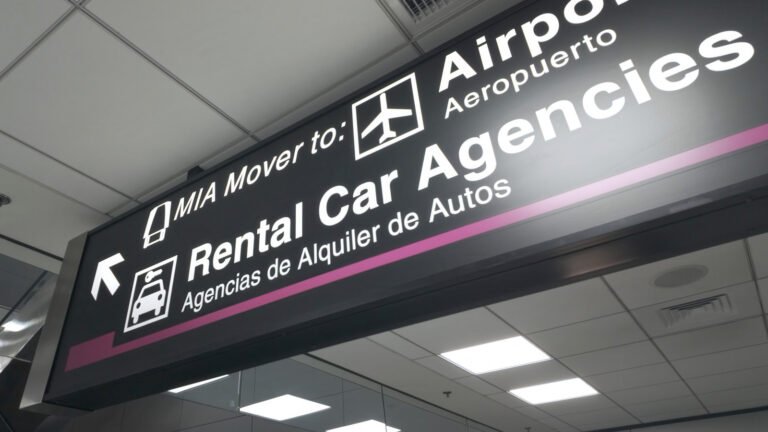 MIA Mover to:
Airpo
Aeropuerto
Rental Car Agencies
Agencias de Alquiler de Autos